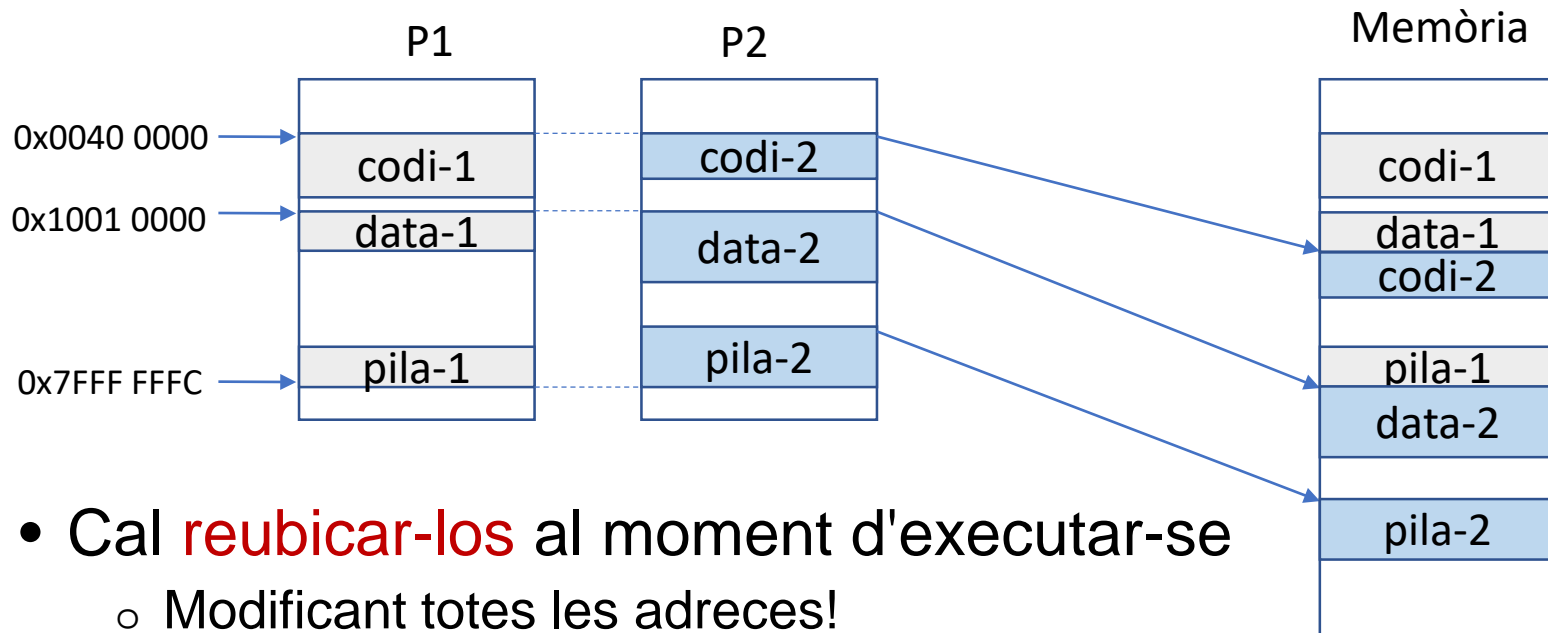 P1
P2
Memòria
0x0040 0000
codi-1
codi-2
codi-1
0x1001 0000
data-1
data-2
data-1
codi-2
0x7FFF FFFC
pila-1
pila-2
pila-1
data-2
pila-2
• Cal reubicar-los al moment d'executar-se
o Modificant totes les adreces!